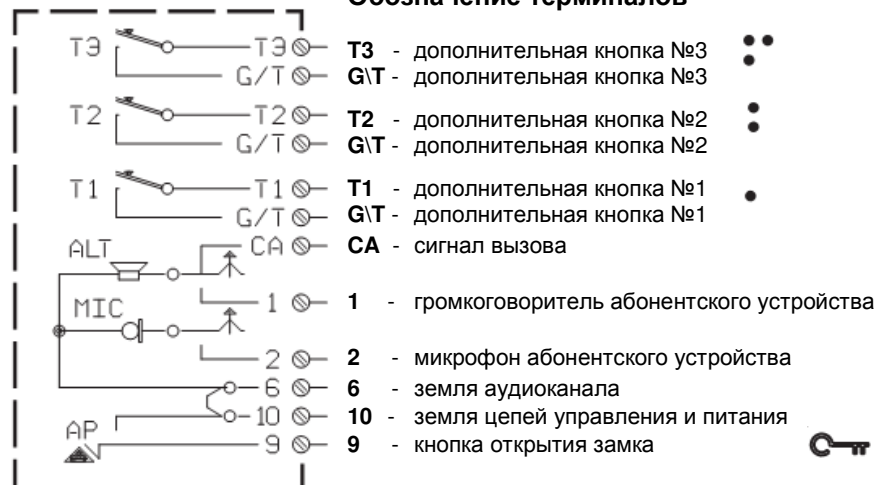 Обозначение терминалов
T3 T3 T3 - дополнительная кнопка №3
G/T G\T - дополнительная кнопка №3
T2 T2 T2 - дополнительная кнопка №2
G/T G\T - дополнительная кнопка №2
T1 T1 T1 - дополнительная кнопка №1
G/T G\T - дополнительная кнопка №1
ALT CA CA - сигнал вызова
MIC 1 1 - громкоговоритель абонентского устройства
2 2 - микрофон абонентского устройства
6 6 - земля аудиоканала
10 10 - земля цепей управления и питания
AP 9 9 - кнопка открытия замка